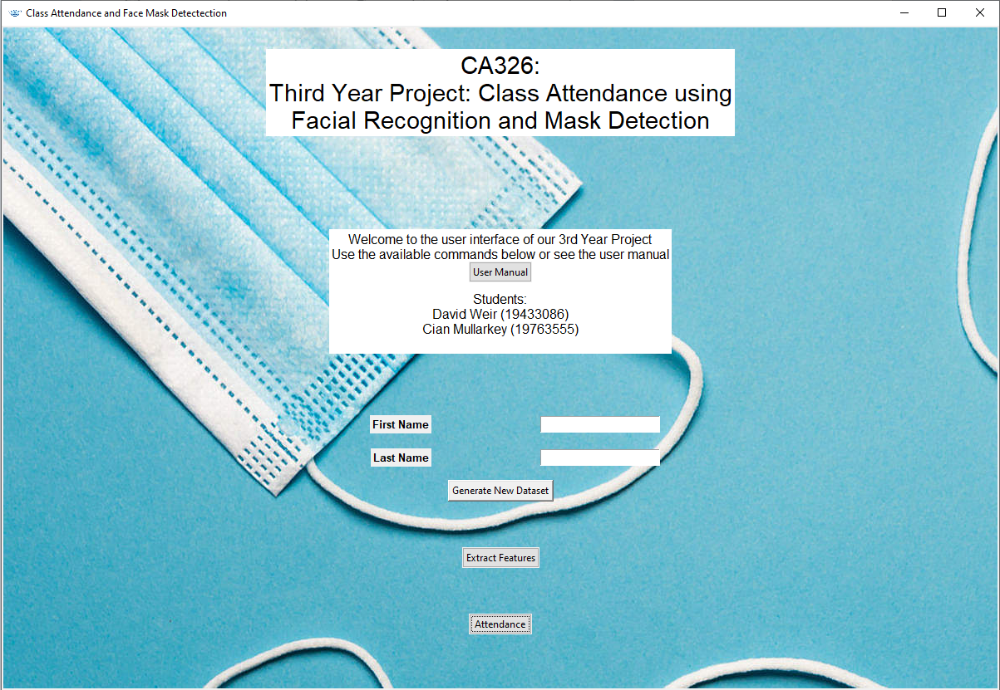 Class Attendance and Face Mask Detectection
CA326:
Third Year Project: Class Attendance using
Facial Recognition and Mask Detection
Welcome to the user interface of our 3rd Year Project
Use the available commands below or see the user manual
User Manual
Students:
David Weir (19433086)
Cian Mullarkey (19763555)
First Name
Last Name
Generate New Dataset
Extract Features
Attendance